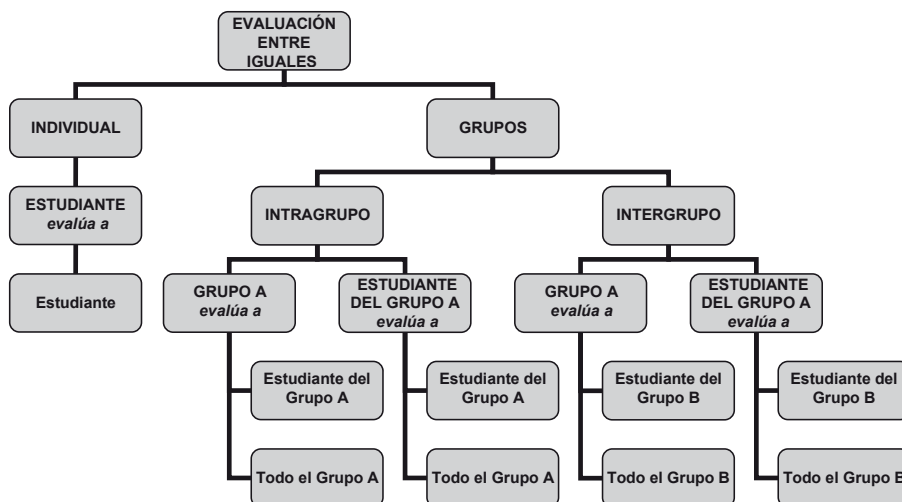 EVALUACIÓN
ENTRE
IGUALES
INDIVIDUAL
GRUPOS
ESTUDIANTE
evalúa a
INTRAGRUPO
INTERGRUPO
Estudiante
GRUPO A
evalúa a
ESTUDIANTE
DEL GRUPO A
evalúa a
GRUPO A
evalúa a
ESTUDIANTE
DEL GRUPO A
evalúa a
Estudiante del
Grupo A
Estudiante del
Grupo A
Estudiante del
Grupo B
Estudiante del
Grupo B
Todo el Grupo A
Todo el Grupo A
Todo el Grupo B
Todo el Grupo B